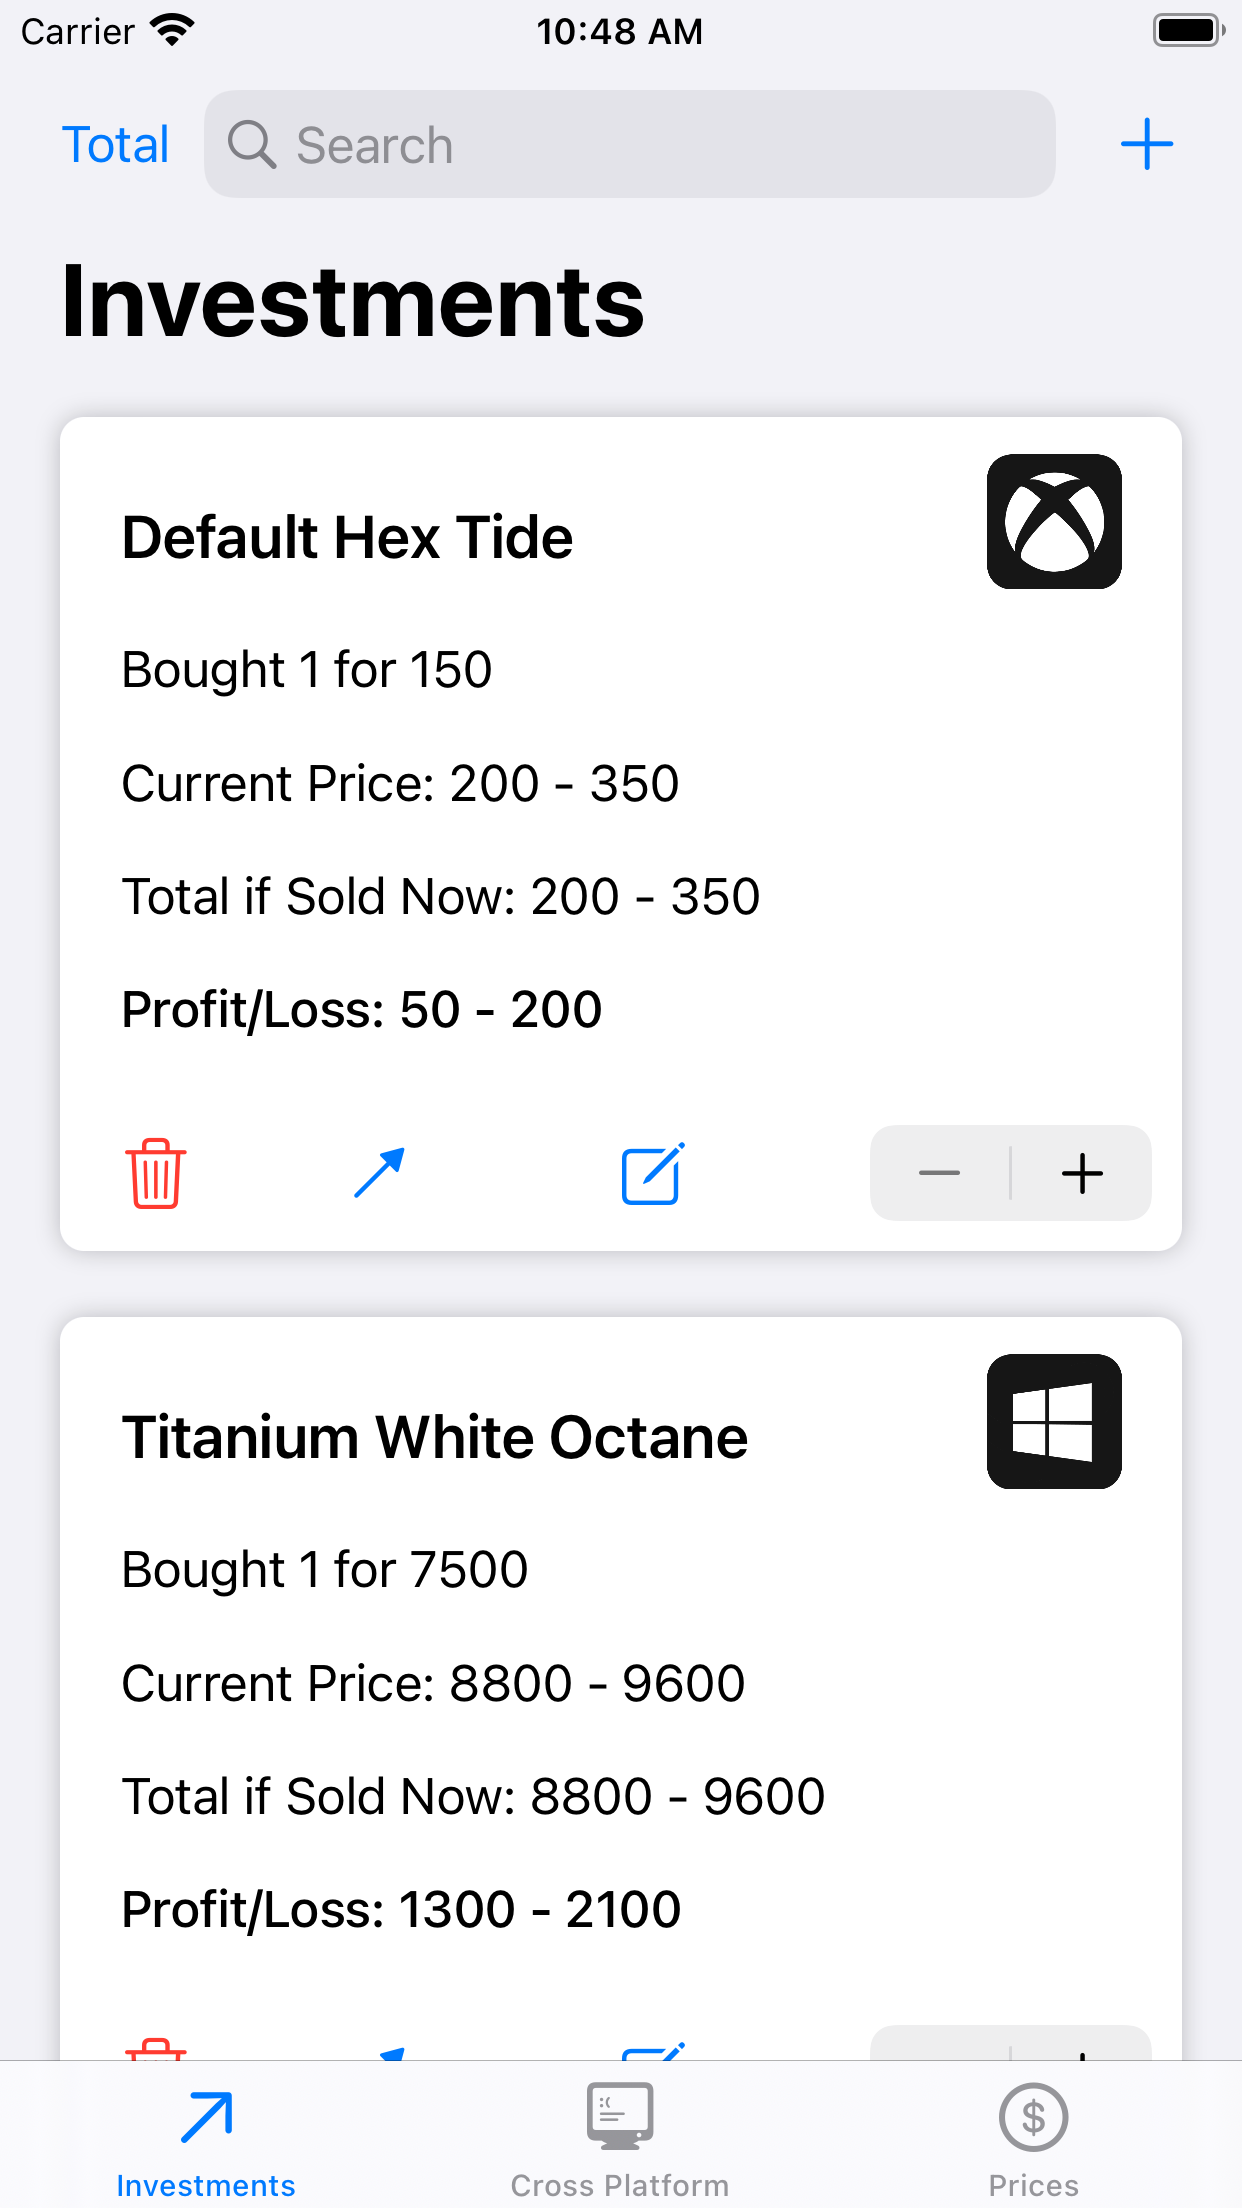 Carrier 10:48 AM
Total Search
Investments
Default Hex Tide
Bought 1 for 150
Current Price: 200 - 350
Total if Sold Now: 200 - 350
Profit/Loss: 50 - 200
Titanium White Octane
Bought 1 for 7500
Current Price: 8800 - 9600
Total if Sold Now: 8800 - 9600
Profit/Loss: 1300 - 2100
Investments Cross Platform Prices